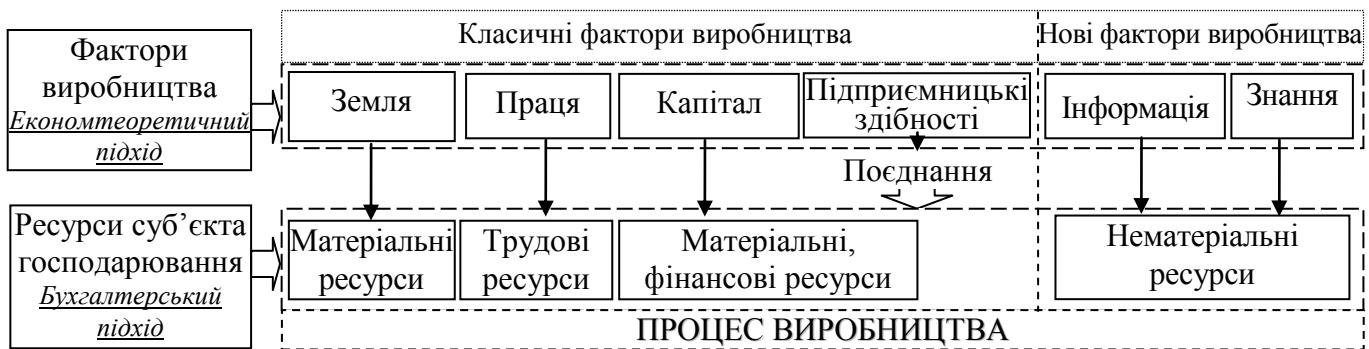 Класичні фактори виробництва
Нові фактори виробництва
Фактори
виробництва
Економтеоретичний
підхід
Земля
Праця
Капітал
Підприємницькі
здібності
Інформація
Знання
Поєднання
Ресурси суб’єкта
господарювання
Бухгалтерський
підхід
Матеріальні
ресурси
Трудові
ресурси
Матеріальні,
фінансові ресурси
Нематеріальні
ресурси
ПРОЦЕС ВИРОБНИЦТВА